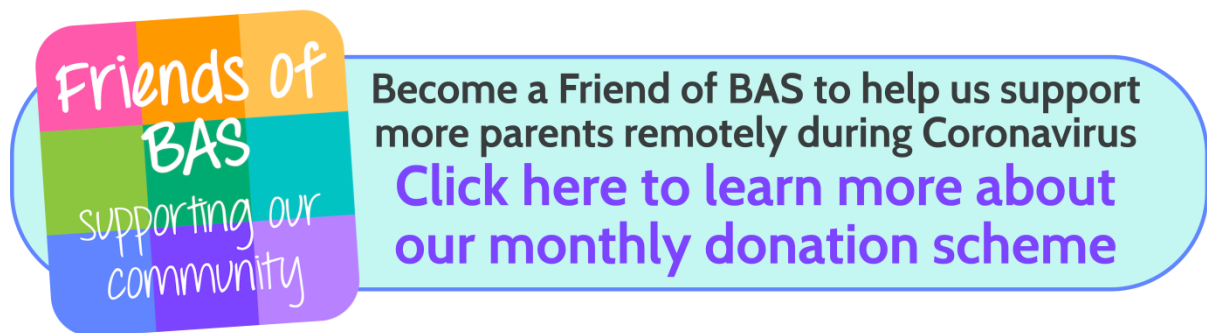 Friends of
BAS
supporting our
community
Become a Friend of BAS to help us support
more parents remotely during Coronavirus
Click here to learn more about
our monthly donation scheme